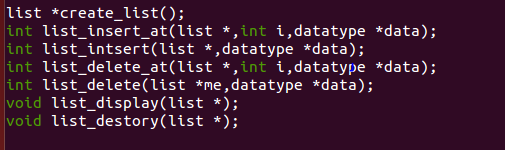 list *create_list();
int list_insert_at(list *,int i,datatype *data);
int list_intsert(list *,datatype *data);
int list_delete_at(list *,int i,datatype *data);
int list_delete(list *me,datatype *data);
void list_display(list *);
void list_destory(list *);